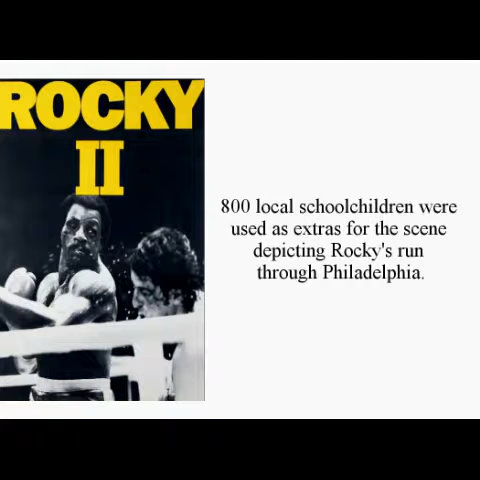 ROCKY
II
800 local schoolchildren were
used as extras for the scene
depicting Rocky's run
through Philadelphia.